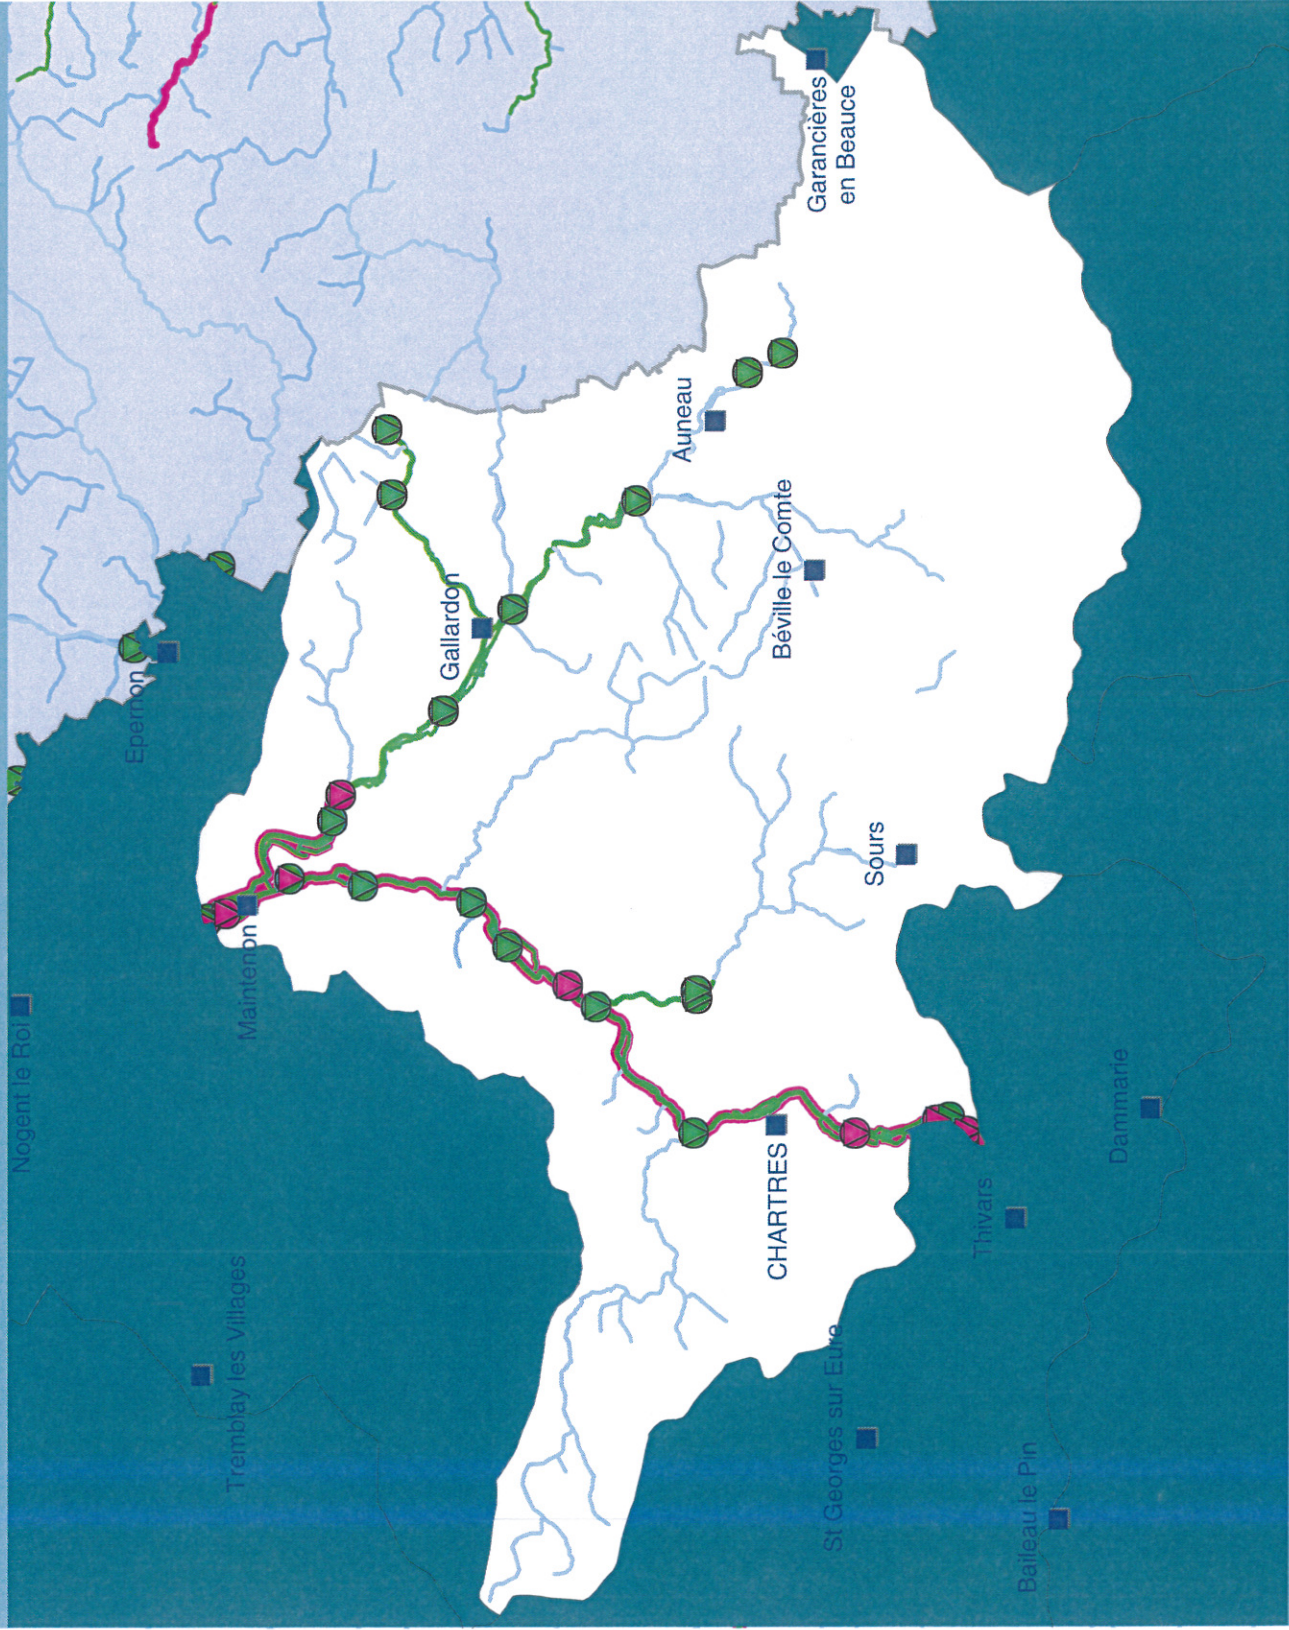 Nogent le Roi
Epernon
Maintenon
Tremblay les Villages
Gallardon
Garancières
en Beauce
Auneau
Béville le Comte
Sours
CHARTRES
St Georges sur Eure
Thivars
Dammarie
Baileau le Pin